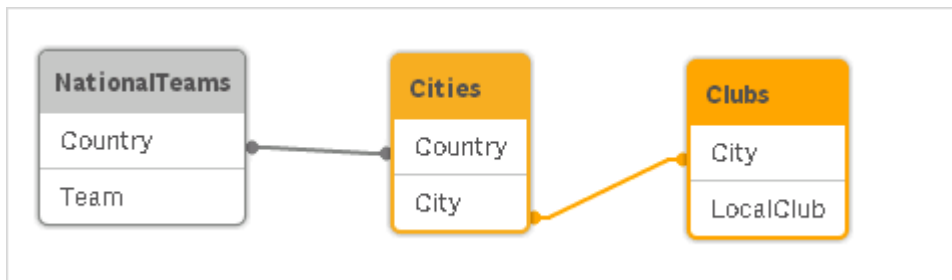 NationalTeams
Country
Team
Cities
Country
City
Clubs
City
LocalClub